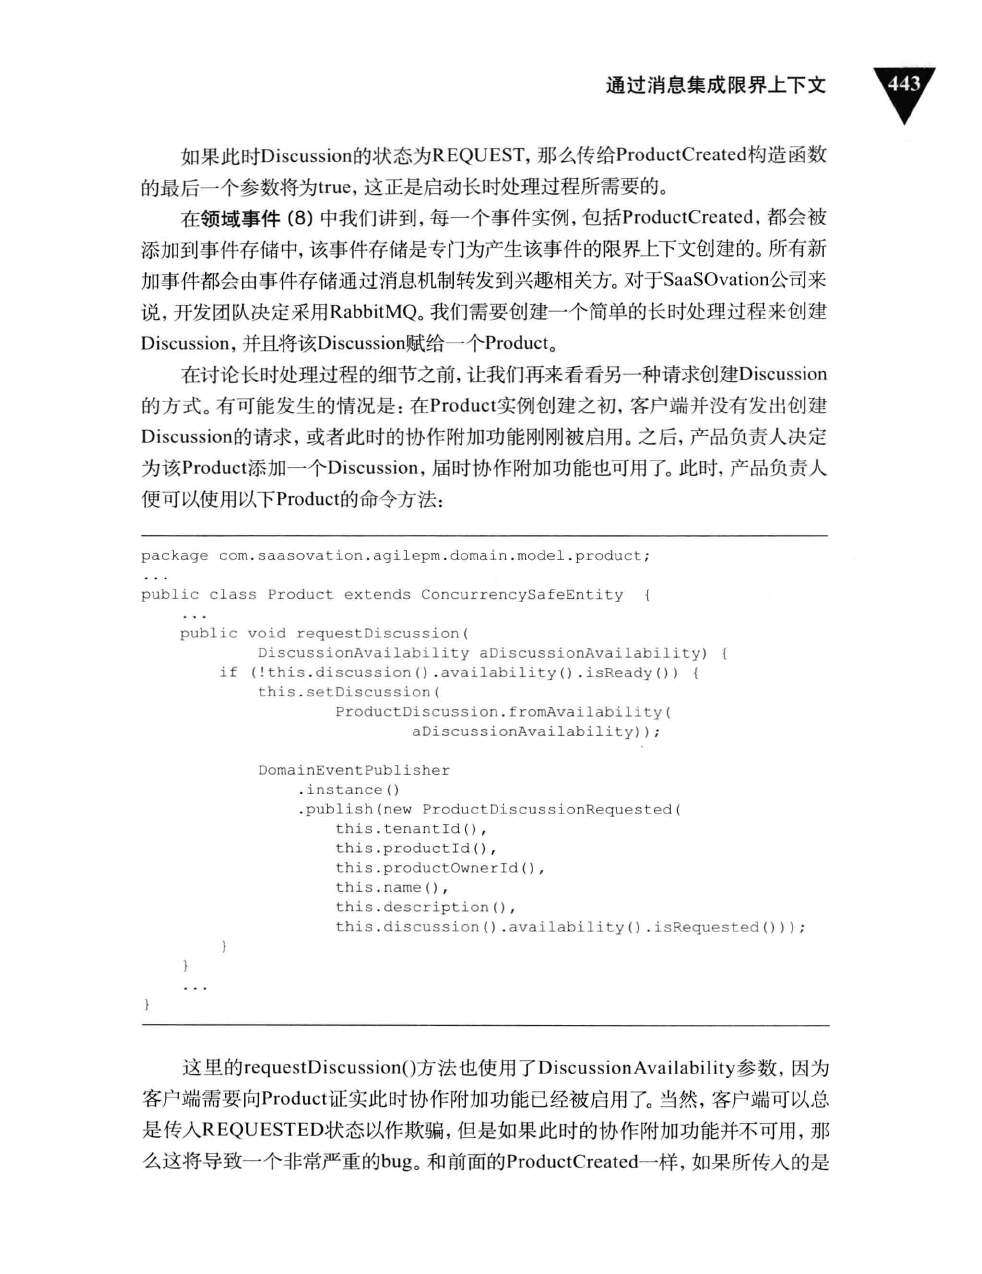 通过消息集成限界上下文
443
如果此时Discussion的状态为REQUEST，那么传给ProductCreated构造函数
的最后一个参数将为true，这正是启动长时处理过程所需要的。
在领域事件（8）中我们讲到，每一个事件实例，包括ProductCreated，都会被
添加到事件存储中，该事件存储是专门为产生该事件的限界上下文创建的。所有新
加事件都会由事件存储通过消息机制转发到兴趣相关方。对于SaaSOvation公司来
说，开发团队决定采用RabbitMQ。我们需要创建一个简单的长时处理过程来创建
Discussion，并且将该Discussion赋给一个Product。
在讨论长时处理过程的细节之前，让我们再来看看另一种请求创建Discussion
的方式。有可能发生的情况是：在Product实例创建之初，客户端并没有发出创建
Discussion的请求，或者此时的协作附加功能刚刚被启用。之后，产品负责人决定
为该Product添加一个Discussion，届时协作附加功能也可用了。此时，产品负责人
便可以使用以下Product的命令方法：
package com.saasovation.agilepm.domain.model.product;
...
public class Product extends ConcurrencySafeEntity  {
    ...
    public void requestDiscussion(
            DiscussionAvailability aDiscussionAvailability) {
        if (!this.discussion().availability().isReady()) {
            this.setDiscussion(
                    ProductDiscussion.fromAvailability(
                            aDiscussionAvailability));
            DomainEventPublisher
                .instance()
                .publish(new ProductDiscussionRequested(
                    this.tenantId(),
                    this.productId(),
                    this.productOwnerId(),
                    this.name(),
                    this.description(),
                    this.discussion().availability().isRequested()));
        }
    }
    ...
}
这里的requestDiscussion()方法也使用了DiscussionAvailability参数，因为
客户端需要向Product证实此时协作附加功能已经被启用了。当然，客户端可以总
是传入REQUESTED状态以作欺骗，但是如果此时的协作附加功能并不可用，那
么这将导致一个非常严重的bug。和前面的ProductCreated一样，如果所传入的是